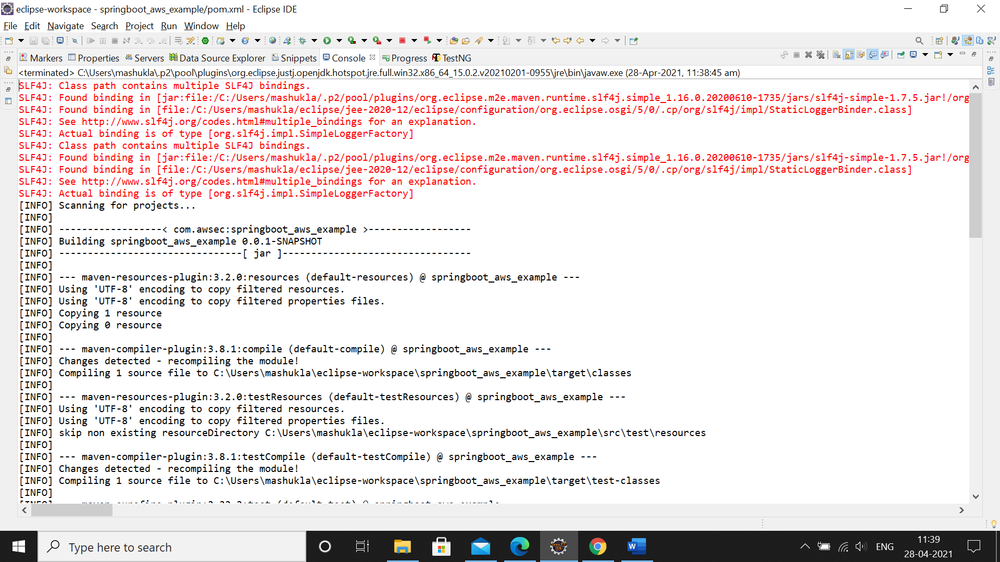 eclipse-workspace - springboot_aws_example/pom.xml - Eclipse IDE
File Edit Navigate Search Project Run Window Help
Markers Properties Servers Data Source Explorer Snippets Console Progress TestNG
<terminated> C:\Users\mashukla\.p2\pool\plugins\org.eclipse.justj.openjdk.hotspot.jre.full.win32.x86_64_15.0.2.v20210201-0955\jre\bin\javaw.exe (28-Apr-2021, 11:38:45 am)
SLF4J: Class path contains multiple SLF4J bindings.
SLF4J: Found binding in [jar:file:/C:/Users/mashukla/.p2/pool/plugins/org.eclipse.m2e.maven.runtime.slf4j.simple_1.16.0.20200610-1735/jars/slf4j-simple-1.7.5.jar!/org
SLF4J: Found binding in [file:/C:/Users/mashukla/eclipse/jee-2020-12/eclipse/configuration/org.eclipse.osgi/5/0/.cp/org/slf4j/impl/StaticLoggerBinder.class]
SLF4J: See http://www.slf4j.org/codes.html#multiple_bindings for an explanation.
SLF4J: Actual binding is of type [org.slf4j.impl.SimpleLoggerFactory]
SLF4J: Class path contains multiple SLF4J bindings.
SLF4J: Found binding in [jar:file:/C:/Users/mashukla/.p2/pool/plugins/org.eclipse.m2e.maven.runtime.slf4j.simple_1.16.0.20200610-1735/jars/slf4j-simple-1.7.5.jar!/org
SLF4J: Found binding in [file:/C:/Users/mashukla/eclipse/jee-2020-12/eclipse/configuration/org.eclipse.osgi/5/0/.cp/org/slf4j/impl/StaticLoggerBinder.class]
SLF4J: See http://www.slf4j.org/codes.html#multiple_bindings for an explanation.
SLF4J: Actual binding is of type [org.slf4j.impl.SimpleLoggerFactory]
[INFO] Scanning for projects...
[INFO]
[INFO] ------------------< com.awsec:springboot_aws_example >------------------
[INFO] Building springboot_aws_example 0.0.1-SNAPSHOT
[INFO] --------------------------------[ jar ]---------------------------------
[INFO]
[INFO] --- maven-resources-plugin:3.2.0:resources (default-resources) @ springboot_aws_example ---
[INFO] Using 'UTF-8' encoding to copy filtered resources.
[INFO] Using 'UTF-8' encoding to copy filtered properties files.
[INFO] Copying 1 resource
[INFO] Copying 0 resource
[INFO]
[INFO] --- maven-compiler-plugin:3.8.1:compile (default-compile) @ springboot_aws_example ---
[INFO] Changes detected - recompiling the module!
[INFO] Compiling 1 source file to C:\Users\mashukla\eclipse-workspace\springboot_aws_example\target\classes
[INFO]
[INFO] --- maven-resources-plugin:3.2.0:testResources (default-testResources) @ springboot_aws_example ---
[INFO] Using 'UTF-8' encoding to copy filtered resources.
[INFO] Using 'UTF-8' encoding to copy filtered properties files.
[INFO] skip non existing resourceDirectory C:\Users\mashukla\eclipse-workspace\springboot_aws_example\src\test\resources
[INFO]
[INFO] --- maven-compiler-plugin:3.8.1:testCompile (default-testCompile) @ springboot_aws_example ---
[INFO] Changes detected - recompiling the module!
[INFO] Compiling 1 source file to C:\Users\mashukla\eclipse-workspace\springboot_aws_example\target\test-classes
[INFO]
Type here to search
ENG
11:39
28-04-2021